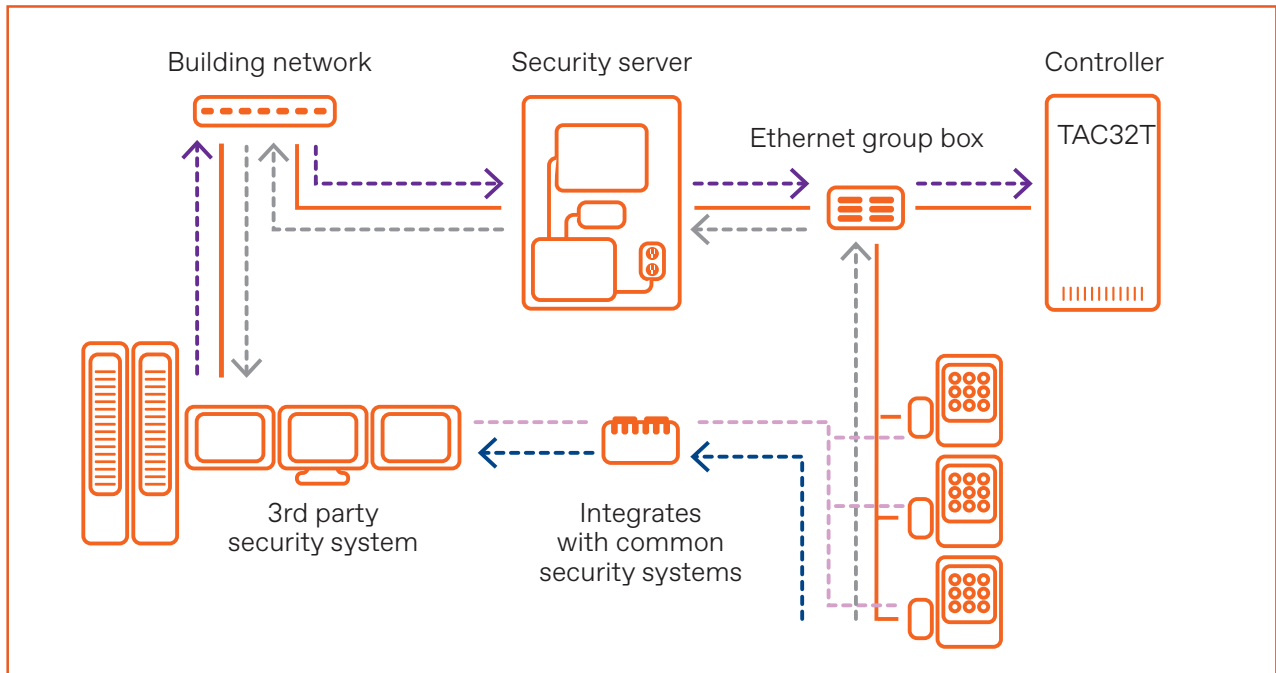 Building network
Security server
Controller
TAC32T
Ethernet group box
3rd party
security system
Integrates
with common
security systems